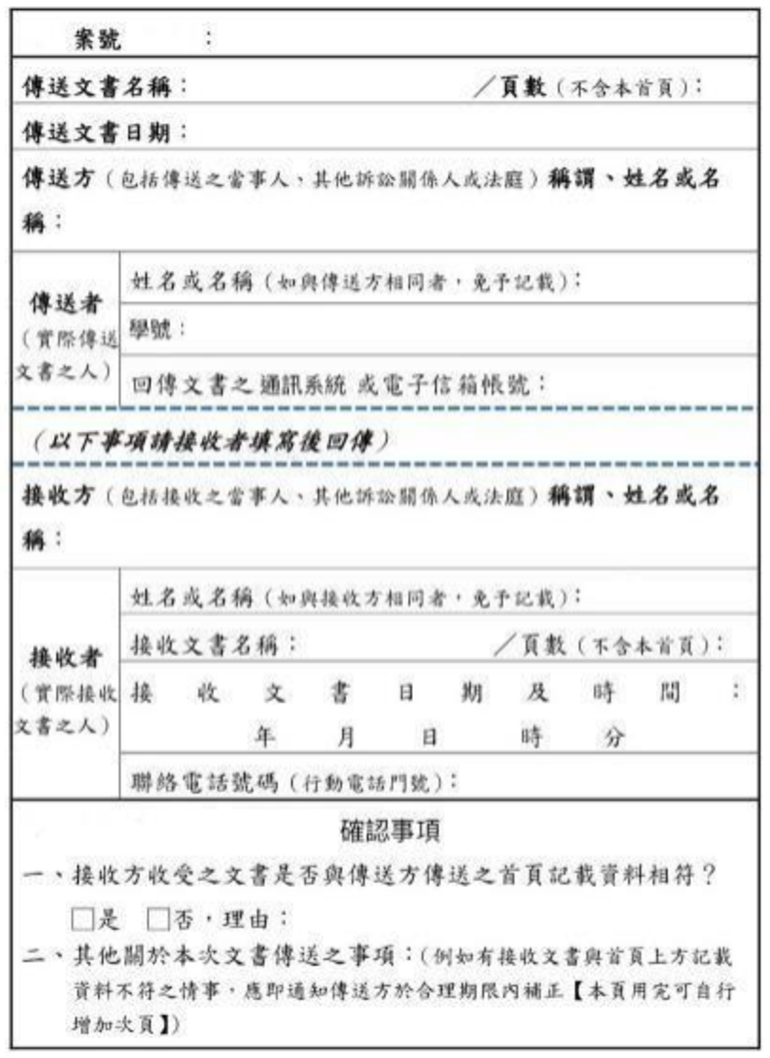 案號 :
傳送文書名稱: ／頁數(不含本首頁):
傳送文書日期:
傳送方(包括傳送之當事人、其他訴訟關係人或法庭)稱謂、姓名或名
稱:
傳送者
(實際傳送
文書之人)
姓名或名稱(如與傳送方相同者,免予記載):
學號:
回傳文書之通訊系統 或電子信箱帳號:
(以下事項請接收者填寫後回傳)
接收方(包括接收之當事人、其他訴訟關係人或法庭)稱謂、姓名或名
稱:
接收者
(實際接收
文書之人)
姓名或名稱(如與接收方相同者,免予記載):
接收文書名稱: ／頁數(不含本首頁):
接收文書日期及時間:
年 月 日 時 分
聯絡電話號碼(行動電話門號):
確認事項
一、接收方收受之文書是否與傳送方傳送之首頁記載資料相符?
□是 □否,理由:
二、其他關於本次文書傳送之事項:(例如有接收文書與首頁上方記載
資料不符之情事,應即通知傳送方於合理期限內補正【本頁用完可自行
增加次頁】)